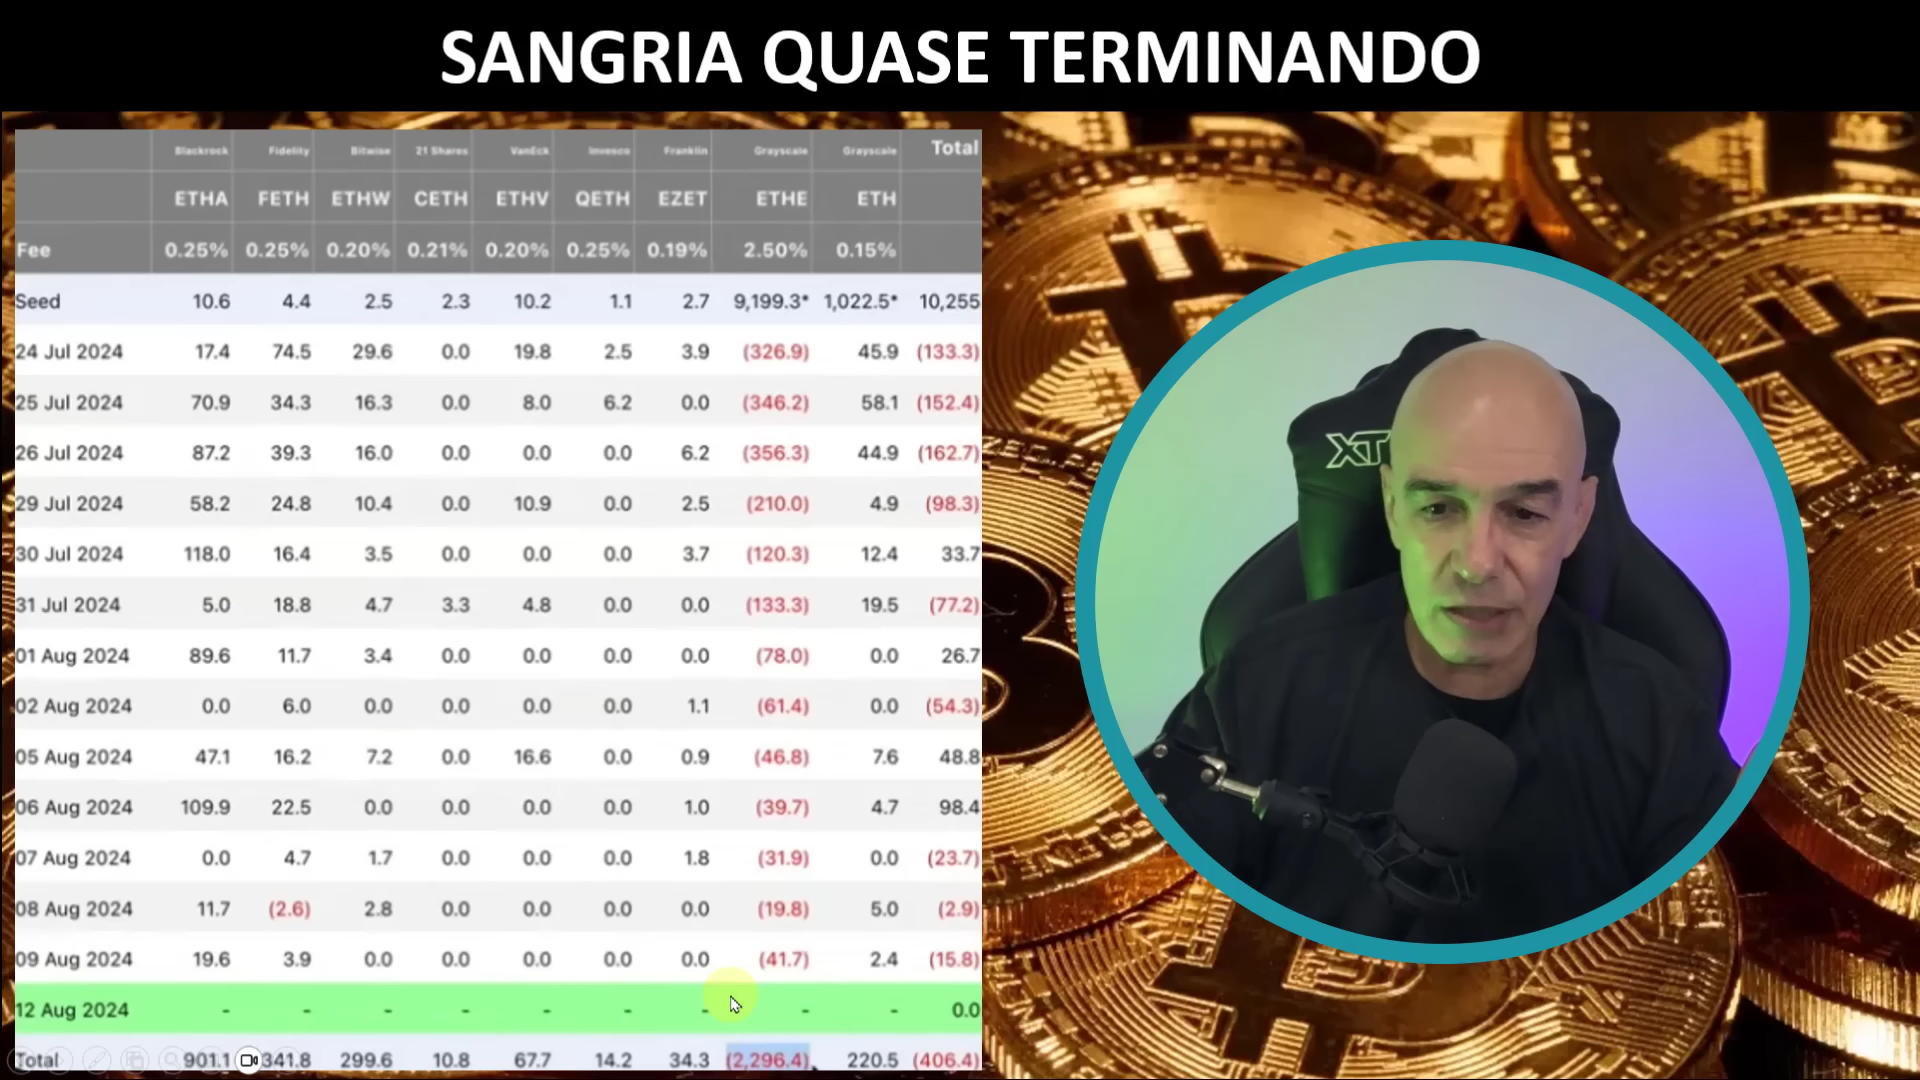 SANGRIA QUASE TERMINANDO
Blackrock Fidelity Bitwise 21 Shares VanEck Invesco Franklin Grayscale Grayscale Total
ETHA FETH ETHW CETH ETHV QETH EZET ETHE ETH
Fee 0.25% 0.25% 0.20% 0.21% 0.20% 0.25% 0.19% 2.50% 0.15%
Seed 10.6 4.4 2.5 2.3 10.2 1.1 2.7 9,199.3* 1,022.5* 10,255
24 Jul 2024 17.4 74.5 29.6 0.0 19.8 2.5 3.9 (326.9) 45.9 (133.3)
25 Jul 2024 70.9 34.3 16.3 0.0 8.0 6.2 0.0 (346.2) 58.1 (152.4)
26 Jul 2024 87.2 39.3 16.0 0.0 0.0 0.0 6.2 (356.3) 44.9 (162.7)
29 Jul 2024 58.2 24.8 10.4 0.0 10.9 0.0 2.5 (210.0) 4.9 (98.3)
30 Jul 2024 118.0 16.4 3.5 0.0 0.0 0.0 3.7 (120.3) 12.4 33.7
31 Jul 2024 5.0 18.8 4.7 3.3 4.8 0.0 0.0 (133.3) 19.5 (77.2)
01 Aug 2024 89.6 11.7 3.4 0.0 0.0 0.0 0.0 (78.0) 0.0 26.7
02 Aug 2024 0.0 6.0 0.0 0.0 0.0 0.0 1.1 (61.4) 0.0 (54.3)
05 Aug 2024 47.1 16.2 7.2 0.0 16.6 0.0 0.9 (46.8) 7.6 48.8
06 Aug 2024 109.9 22.5 0.0 0.0 0.0 0.0 1.0 (39.7) 4.7 98.4
07 Aug 2024 0.0 4.7 1.7 0.0 0.0 0.0 1.8 (31.9) 0.0 (23.7)
08 Aug 2024 11.7 (2.6) 2.8 0.0 0.0 0.0 0.0 (19.8) 5.0 (2.9)
09 Aug 2024 19.6 3.9 0.0 0.0 0.0 0.0 0.0 (41.7) 2.4 (15.8)
12 Aug 2024 - - - - - - - - - 0.0
Total 901.1 341.8 299.6 10.8 67.7 14.2 34.3 (2,296.4) 220.5 (406.4)
XT